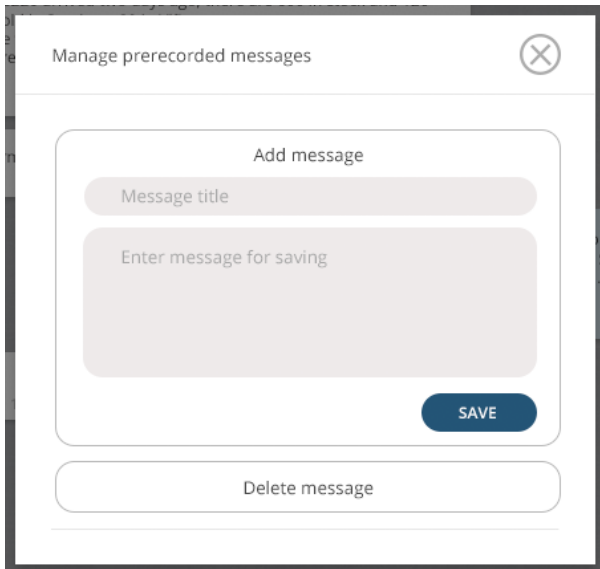 Manage prerecorded messages
Add message
Message title
Enter message for saving
SAVE
Delete message